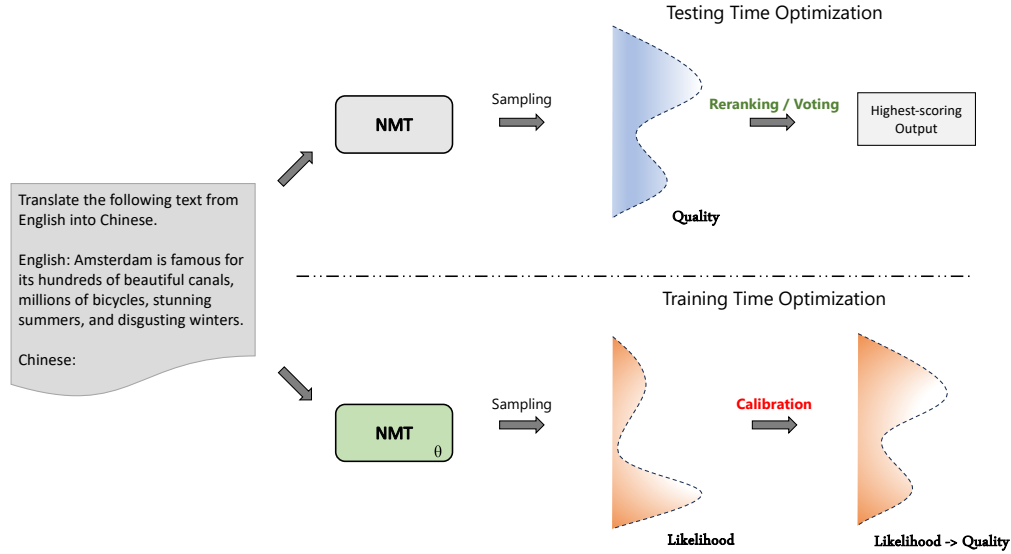 Testing Time Optimization
Sampling
NMT
Reranking / Voting
Highest-scoring
Output
Quality
Translate the following text from
English into Chinese.
English: Amsterdam is famous for
its hundreds of beautiful canals,
millions of bicycles, stunning
summers, and disgusting winters.
Chinese:
Training Time Optimization
Sampling
NMT
θ
Calibration
Likelihood
Likelihood -> Quality